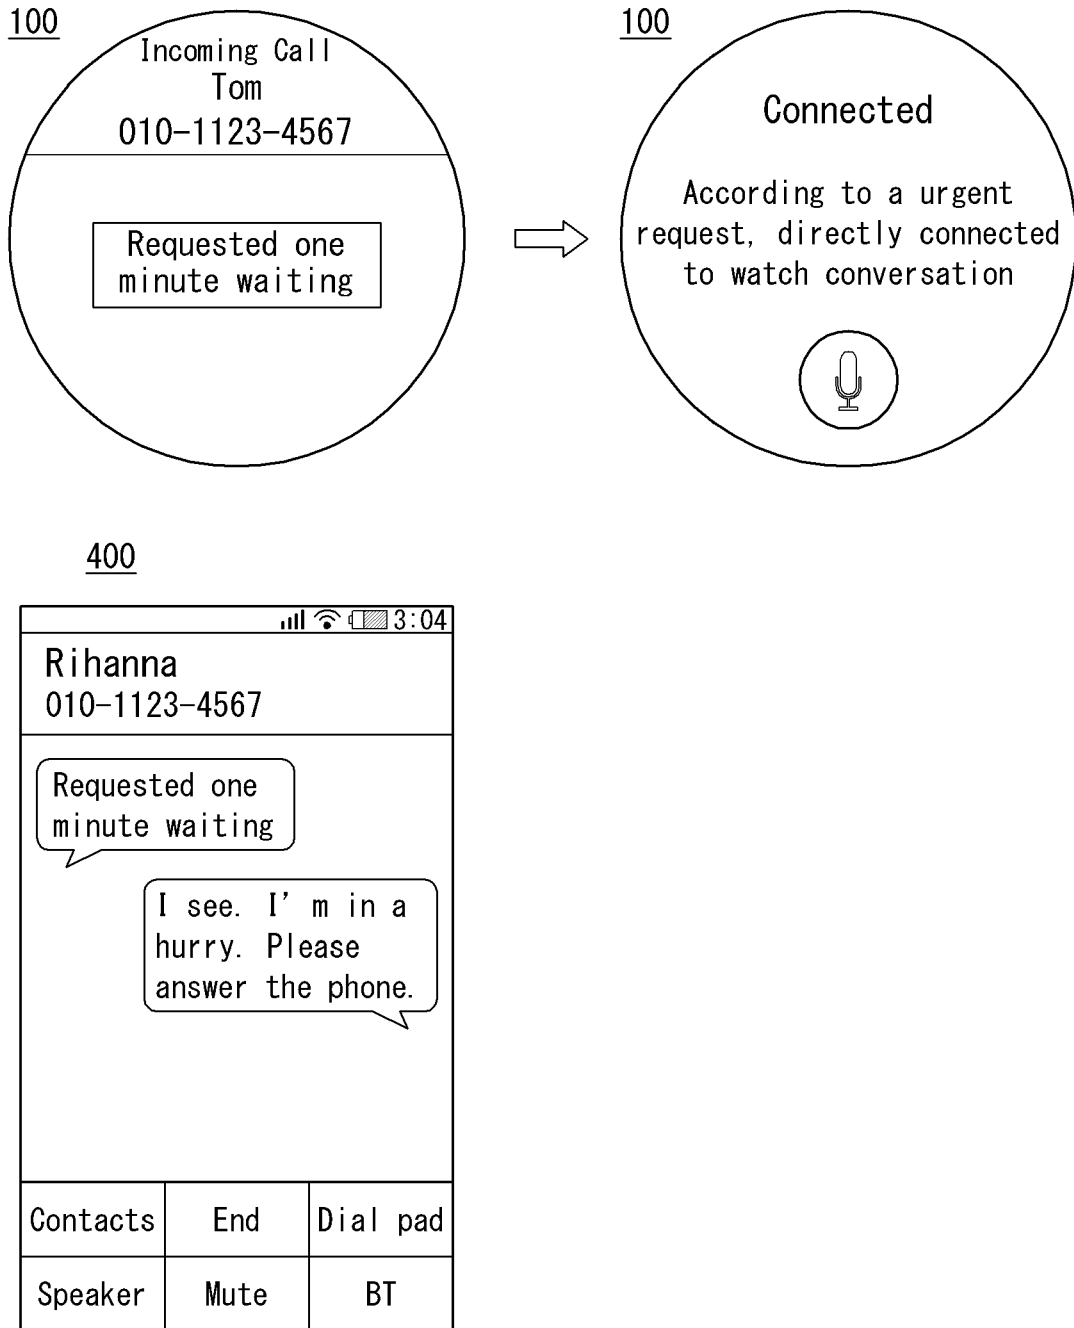 100
Incoming Call
Tom
010-1123-4567
Requested one
minute waiting
100
Connected
According to a urgent
request, directly connected
to watch conversation
400
3:04
Rihanna
010-1123-4567
Requested one
minute waiting
I see. I' m in a
hurry. Please
answer the phone.
Contacts End Dial pad
Speaker Mute BT